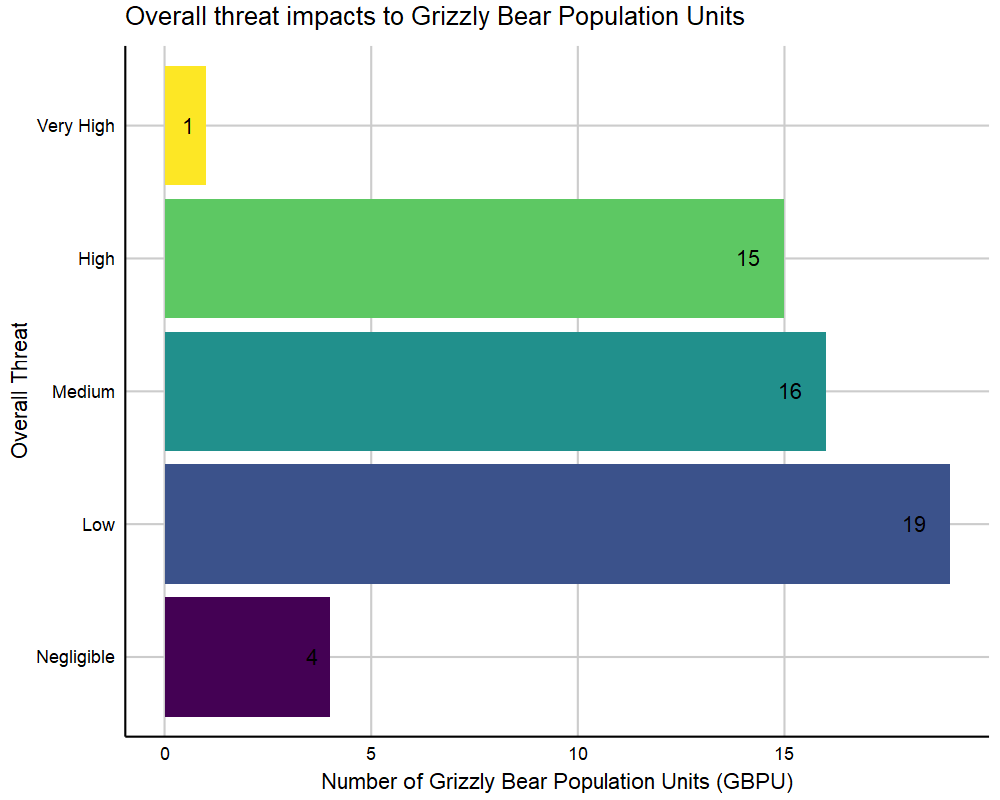 Overall threat impacts to Grizzly Bear Population Units
Overall Threat
Very High
1
High
15
Medium
16
Low
19
Negligible
4
0 5 10 15
Number of Grizzly Bear Population Units (GBPU)